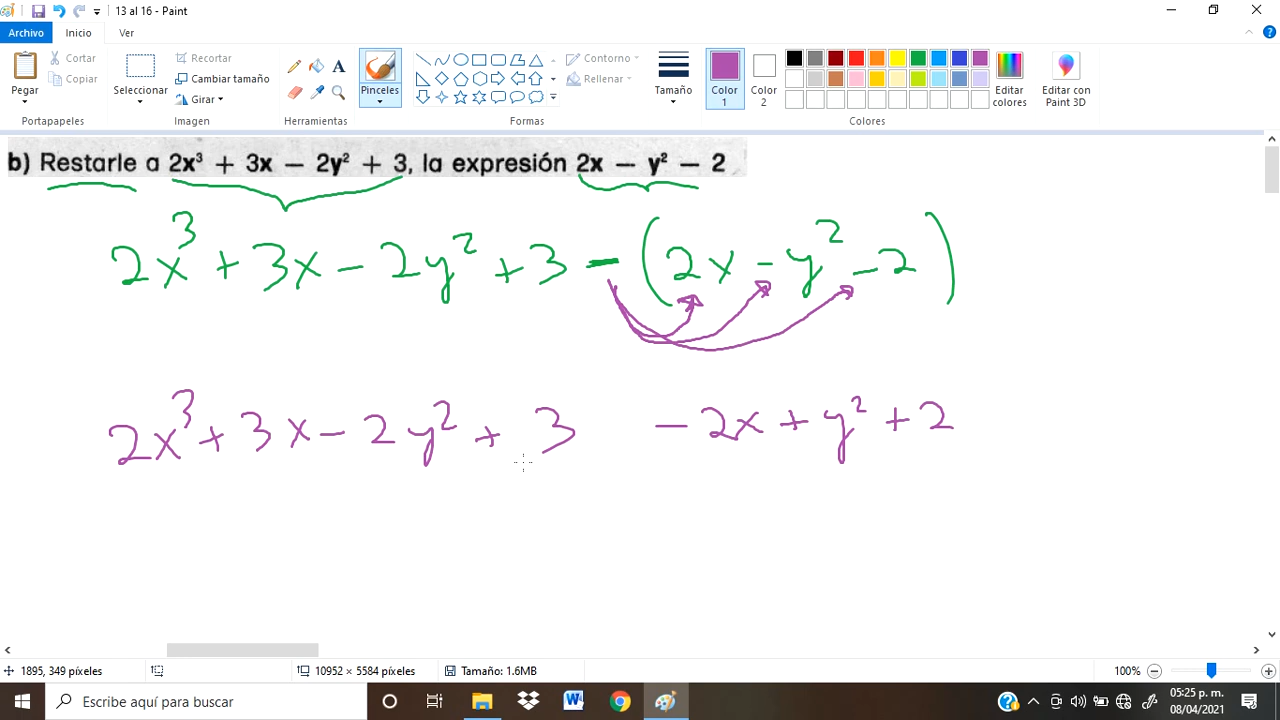 13 al 16 - Paint
Archivo Inicio Ver
Pegar Cortar Copiar Seleccionar Recortar Cambiar tamaño Girar Pinceles Contorno Rellenar Tamaño Color 1 Color 2 Editar colores Editar con Paint 3D
Portapapeles Imagen Herramientas Formas Colores
b) Restarle a 2x³ + 3x − 2y² + 3, la expresión 2x − y² − 2
2x³ + 3x − 2y² + 3 − (2x − y² − 2)
2x³ + 3x − 2y² + 3 − 2x + y² + 2
1895, 349 píxeles 10952 × 5584 píxeles Tamaño: 1.6MB 100%
Escribe aquí para buscar
05:25 p. m.
08/04/2021